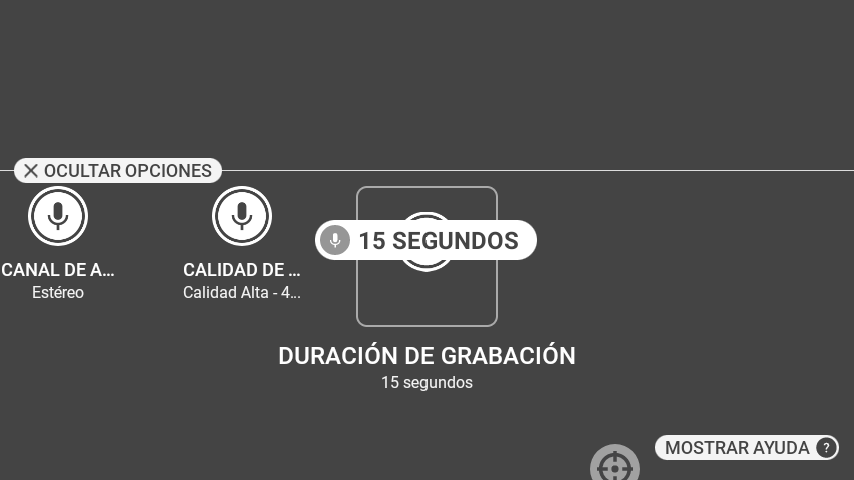 OCULTAR OPCIONES
CANAL DE A...
Estéreo
CALIDAD DE ...
Calidad Alta - 4...
15 SEGUNDOS
DURACIÓN DE GRABACIÓN
15 segundos
MOSTRAR AYUDA ?